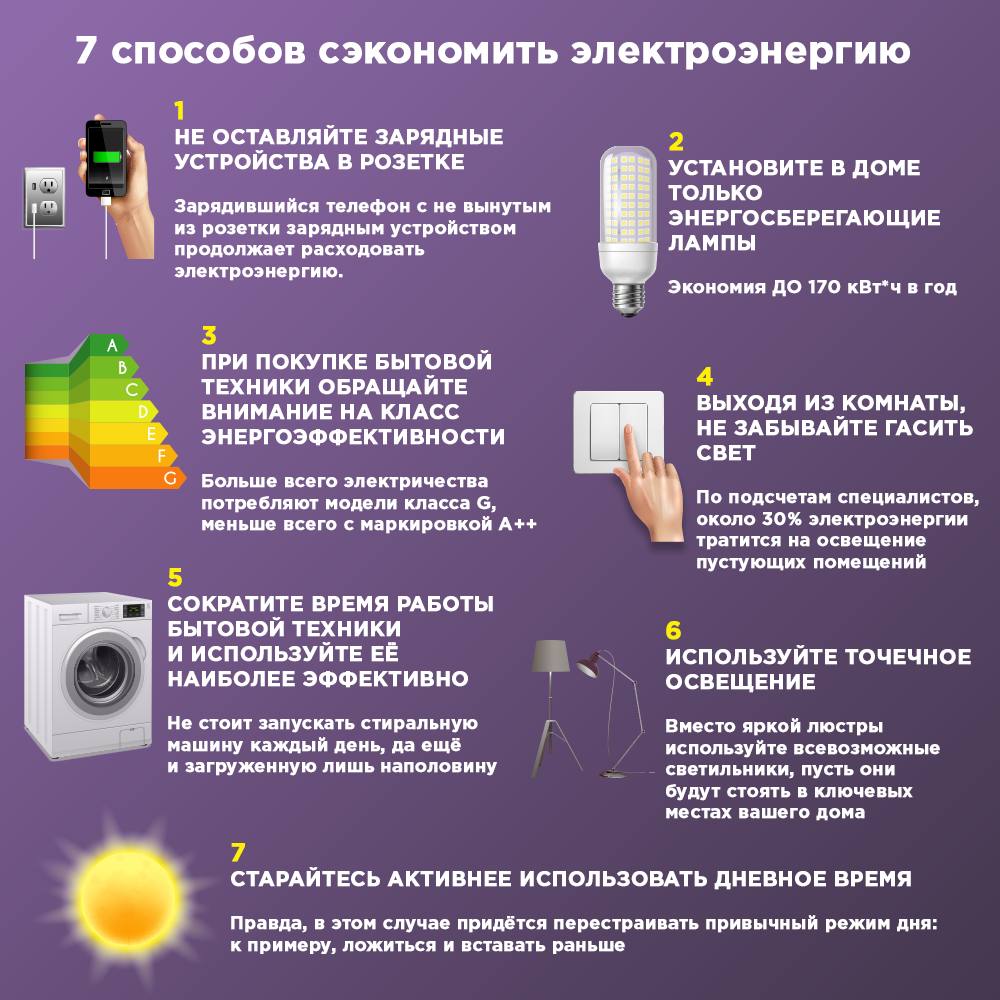 7 способов сэкономить электроэнергию
1
НЕ ОСТАВЛЯЙТЕ ЗАРЯДНЫЕ
УСТРОЙСТВА В РОЗЕТКЕ
Зарядившийся телефон с не вынутым
из розетки зарядным устройством
продолжает расходовать
электроэнергию.
2
УСТАНОВИТЕ В ДОМЕ
ТОЛЬКО
ЭНЕРГОСБЕРЕГАЮЩИЕ
ЛАМПЫ
Экономия ДО 170 кВт*ч в год
A
B
C
D
E
F
G
3
ПРИ ПОКУПКЕ БЫТОВОЙ
ТЕХНИКИ ОБРАЩАЙТЕ
ВНИМАНИЕ НА КЛАСС
ЭНЕРГОЭФФЕКТИВНОСТИ
Больше всего электричества
потребляют модели класса G,
меньше всего с маркировкой А++
4
ВЫХОДЯ ИЗ КОМНАТЫ,
НЕ ЗАБЫВАЙТЕ ГАСИТЬ
СВЕТ
По подсчетам специалистов,
около 30% электроэнергии
тратится на освещение
пустующих помещений
5
СОКРАТИТЕ ВРЕМЯ РАБОТЫ
БЫТОВОЙ ТЕХНИКИ
И ИСПОЛЬЗУЙТЕ ЕЁ
НАИБОЛЕЕ ЭФФЕКТИВНО
Не стоит запускать стиральную
машину каждый день, да ещё
и загруженную лишь наполовину
6
ИСПОЛЬЗУЙТЕ ТОЧЕЧНОЕ
ОСВЕЩЕНИЕ
Вместо яркой люстры
используйте всевозможные
светильники, пусть они
будут стоять в ключевых
местах вашего дома
7
СТАРАЙТЕСЬ АКТИВНЕЕ ИСПОЛЬЗОВАТЬ ДНЕВНОЕ ВРЕМЯ
Правда, в этом случае придётся перестраивать привычный режим дня:
к примеру, ложиться и вставать раньше